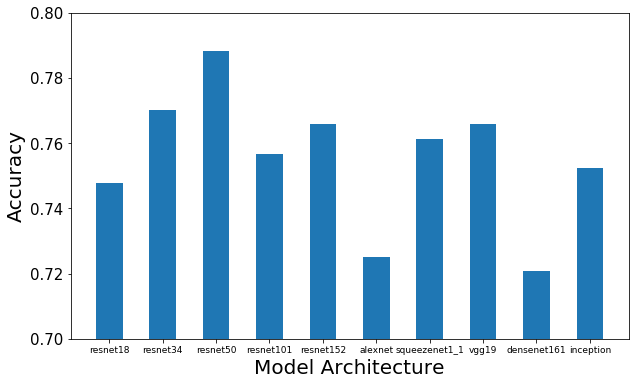 0.80
0.78
0.76
0.74
0.72
0.70
Accuracy
resnet18 resnet34 resnet50 resnet101 resnet152 alexnet squeezenet1_1 vgg19 densenet161 inception
Model Architecture